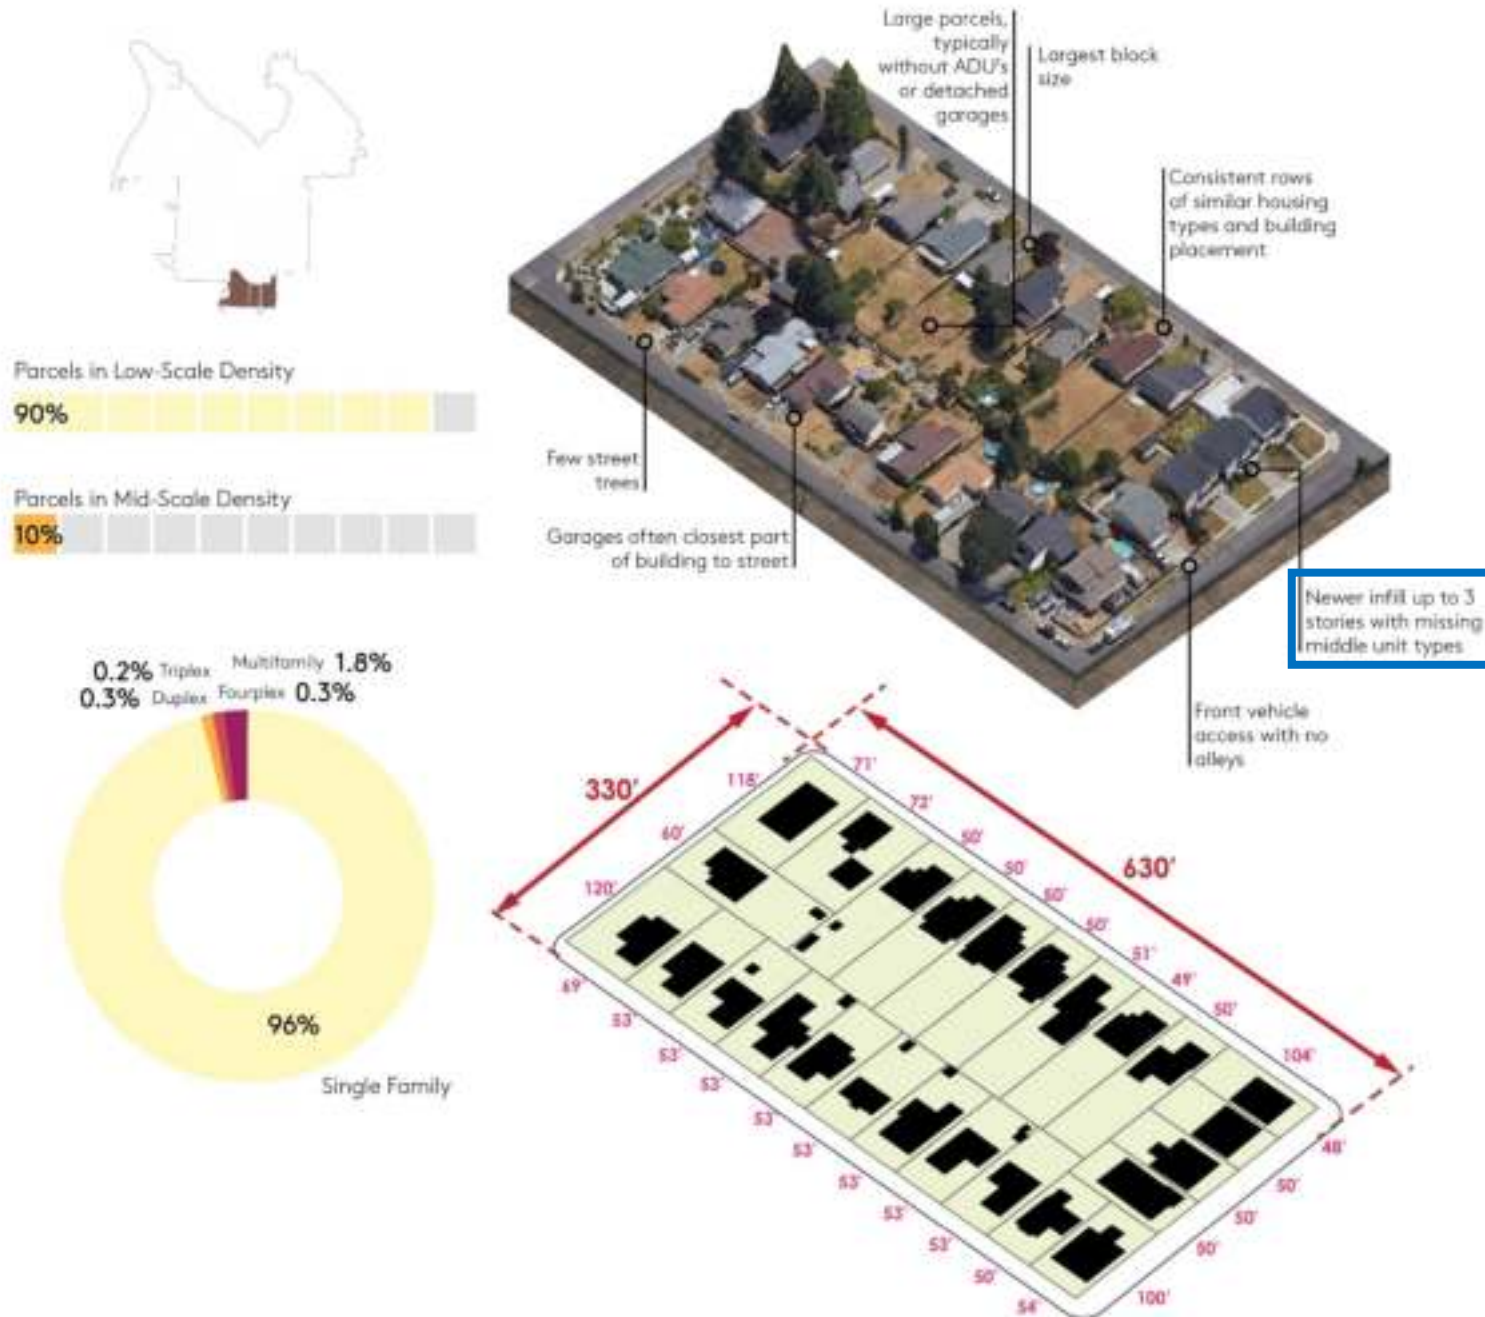 Large parcels,
typically
without ADU's
or detached
garages
Largest block
size
Consistent rows
of similar housing
types and building
placement
Parcels in Low-Scale Density
90%
Parcels in Mid-Scale Density
10%
Few street
trees
Garages often closest part
of building to street
Newer infill up to 3
stories with missing
middle unit types
Front vehicle
access with no
alleys
0.2% Triplex
Multifamily 1.8%
0.3% Duplex
Fourplex 0.3%
96%
Single Family
330'
630'
118'
60'
120'
71'
72'
50'
50'
50'
50'
51'
49'
50'
104'
69'
53'
53'
53'
53'
53'
53'
53'
53'
50'
54'
48'
50'
50'
50'
100'